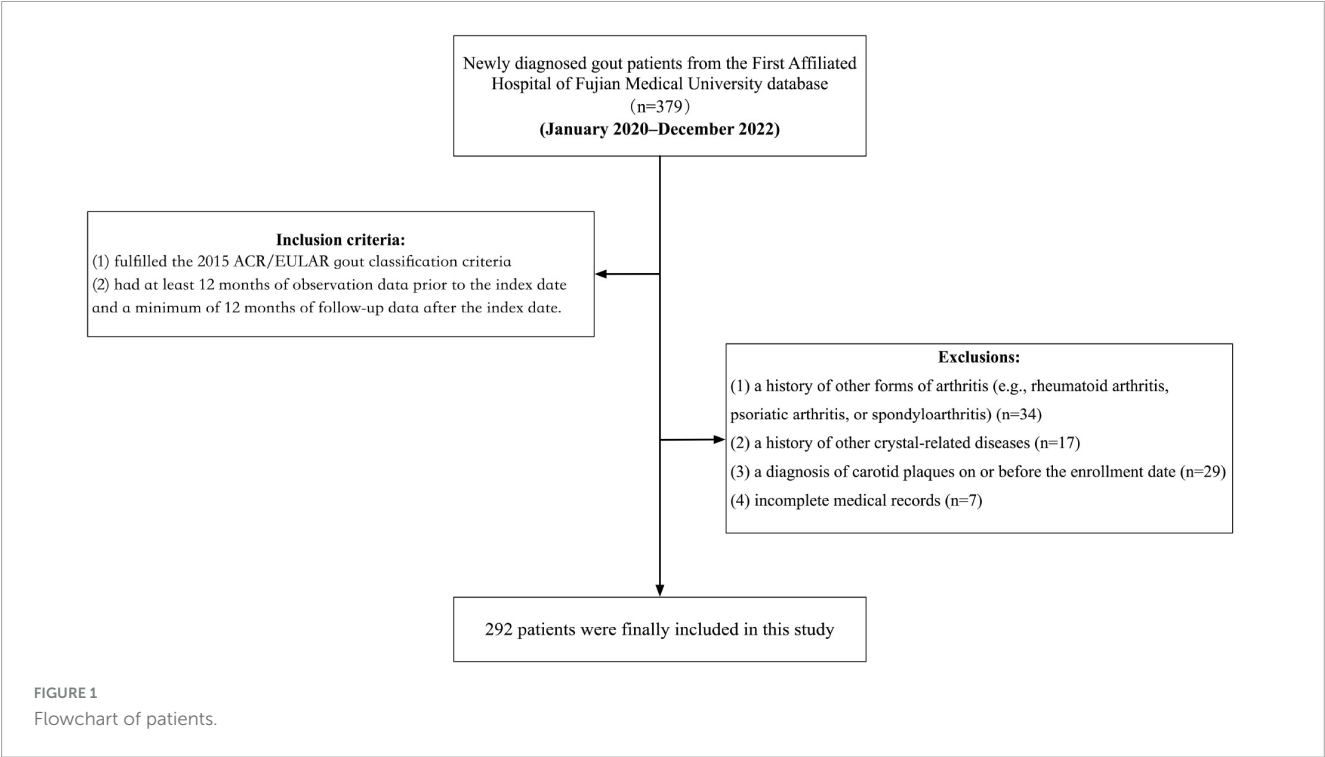 Newly diagnosed gout patients from the First Affiliated
Hospital of Fujian Medical University database
(n=379)
(January 2020–December 2022)
Inclusion criteria:
(1) fulfilled the 2015 ACR/EULAR gout classification criteria
(2) had at least 12 months of observation data prior to the index date
and a minimum of 12 months of follow-up data after the index date.
Exclusions:
(1) a history of other forms of arthritis (e.g., rheumatoid arthritis,
psoriatic arthritis, or spondyloarthritis) (n=34)
(2) a history of other crystal-related diseases (n=17)
(3) a diagnosis of carotid plaques on or before the enrollment date (n=29)
(4) incomplete medical records (n=7)
292 patients were finally included in this study
FIGURE 1
Flowchart of patients.